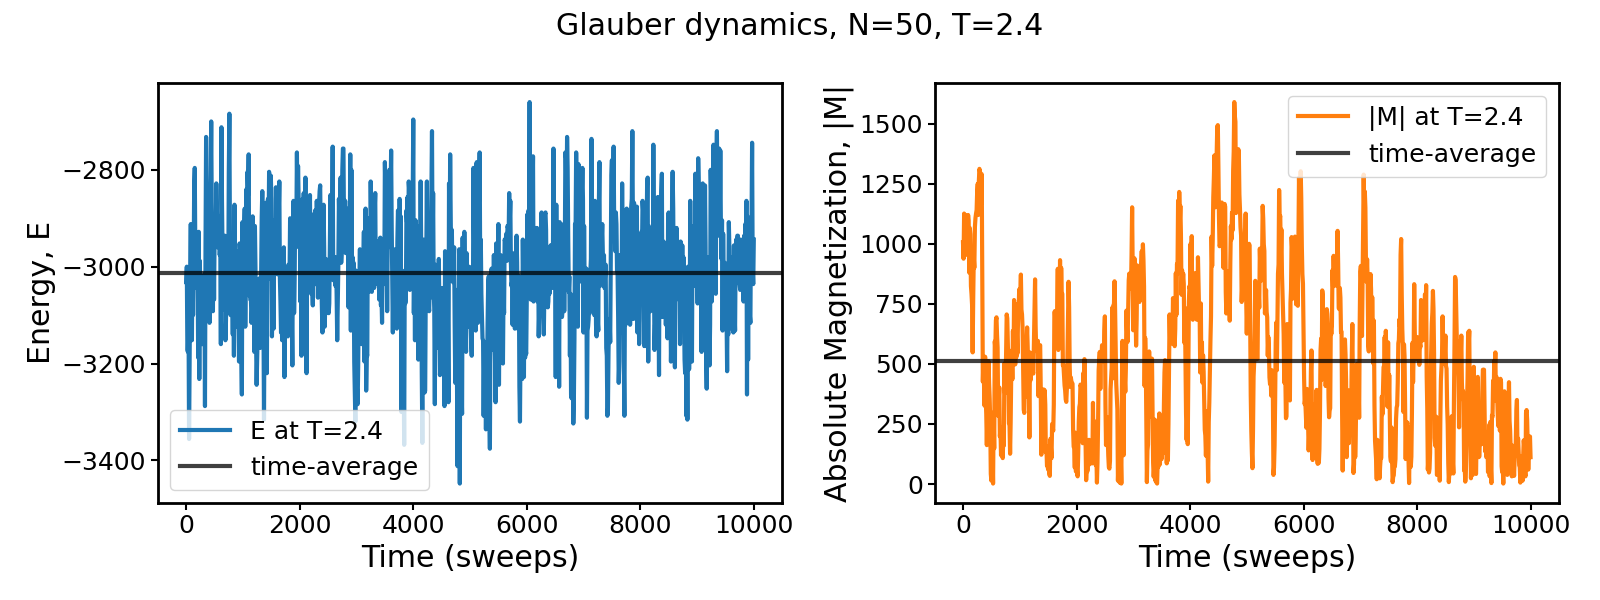 Glauber dynamics, N=50, T=2.4
Energy, E
−2800
−3000
−3200
−3400
E at T=2.4
time-average
0 2000 4000 6000 8000 10000
Time (sweeps)
Absolute Magnetization, |M|
1500
1250
1000
750
500
250
0
|M| at T=2.4
time-average
0 2000 4000 6000 8000 10000
Time (sweeps)